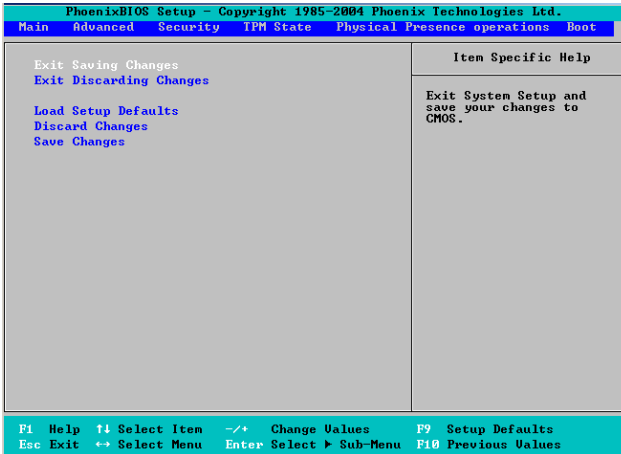 PhoenixBIOS Setup - Copyright 1985-2004 Phoenix Technologies Ltd.
Main Advanced Security TPM State Physical Presence operations Boot
Item Specific Help
Exit Saving Changes
Exit Discarding Changes
Load Setup Defaults
Discard Changes
Save Changes
Exit System Setup and
save your changes to
CMOS.
F1 Help ↑↓ Select Item -/+ Change Values F9 Setup Defaults
Esc Exit ↔ Select Menu Enter Select ▶ Sub-Menu F10 Previous Values